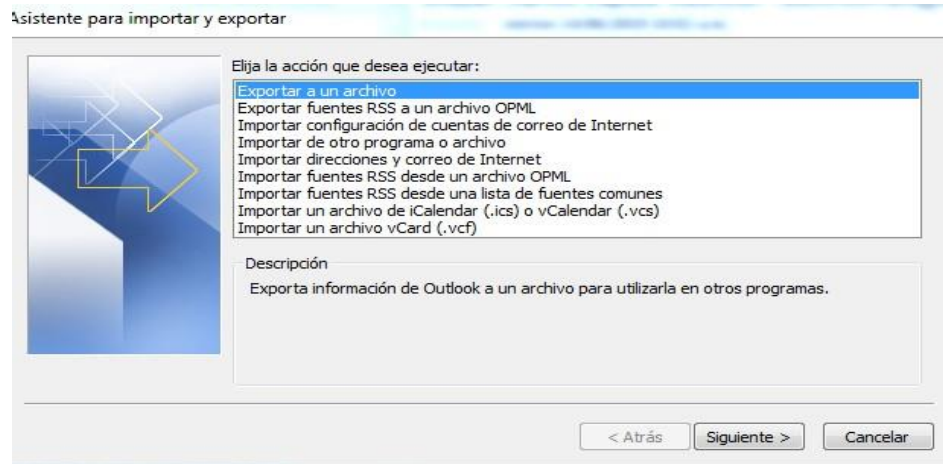 Asistente para importar y exportar
Elija la acción que desea ejecutar:
Exportar a un archivo
Exportar fuentes RSS a un archivo OPML
Importar configuración de cuentas de correo de Internet
Importar de otro programa o archivo
Importar direcciones y correo de Internet
Importar fuentes RSS desde un archivo OPML
Importar fuentes RSS desde una lista de fuentes comunes
Importar un archivo de iCalendar (.ics) o vCalendar (.vcs)
Importar un archivo vCard (.vcf)
Descripción
Exporta información de Outlook a un archivo para utilizarla en otros programas.
< Atrás Siguiente > Cancelar